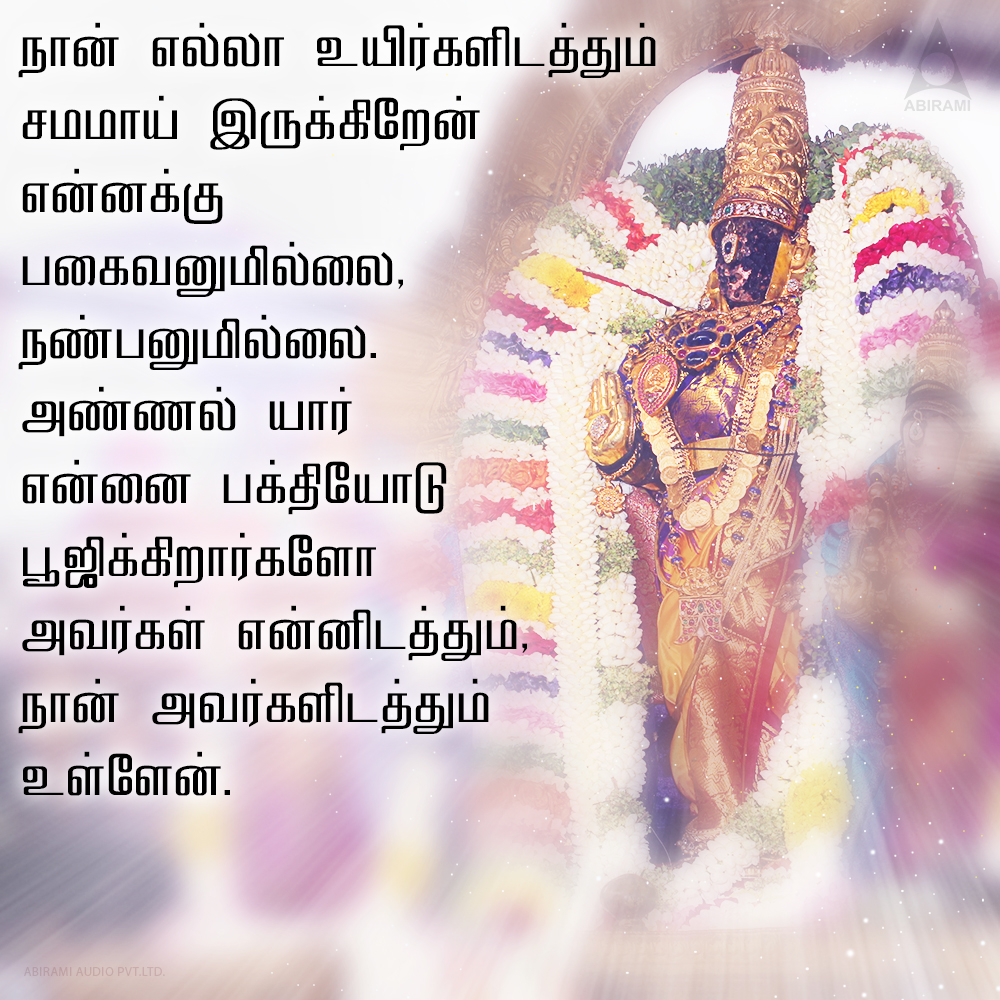 நான் எல்லா உயிர்களிடத்தும்
சமமாய் இருக்கிறேன்
என்னக்கு
பகைவனுமில்லை,
நண்பனுமில்லை.
அண்ணல் யார்
என்னை பக்தியோடு
பூஜிக்கிறார்களோ
அவர்கள் என்னிடத்தும்,
நான் அவர்களிடத்தும்
உள்ளேன்.
ABIRAMI
ABIRAMI AUDIO PVT.LTD.